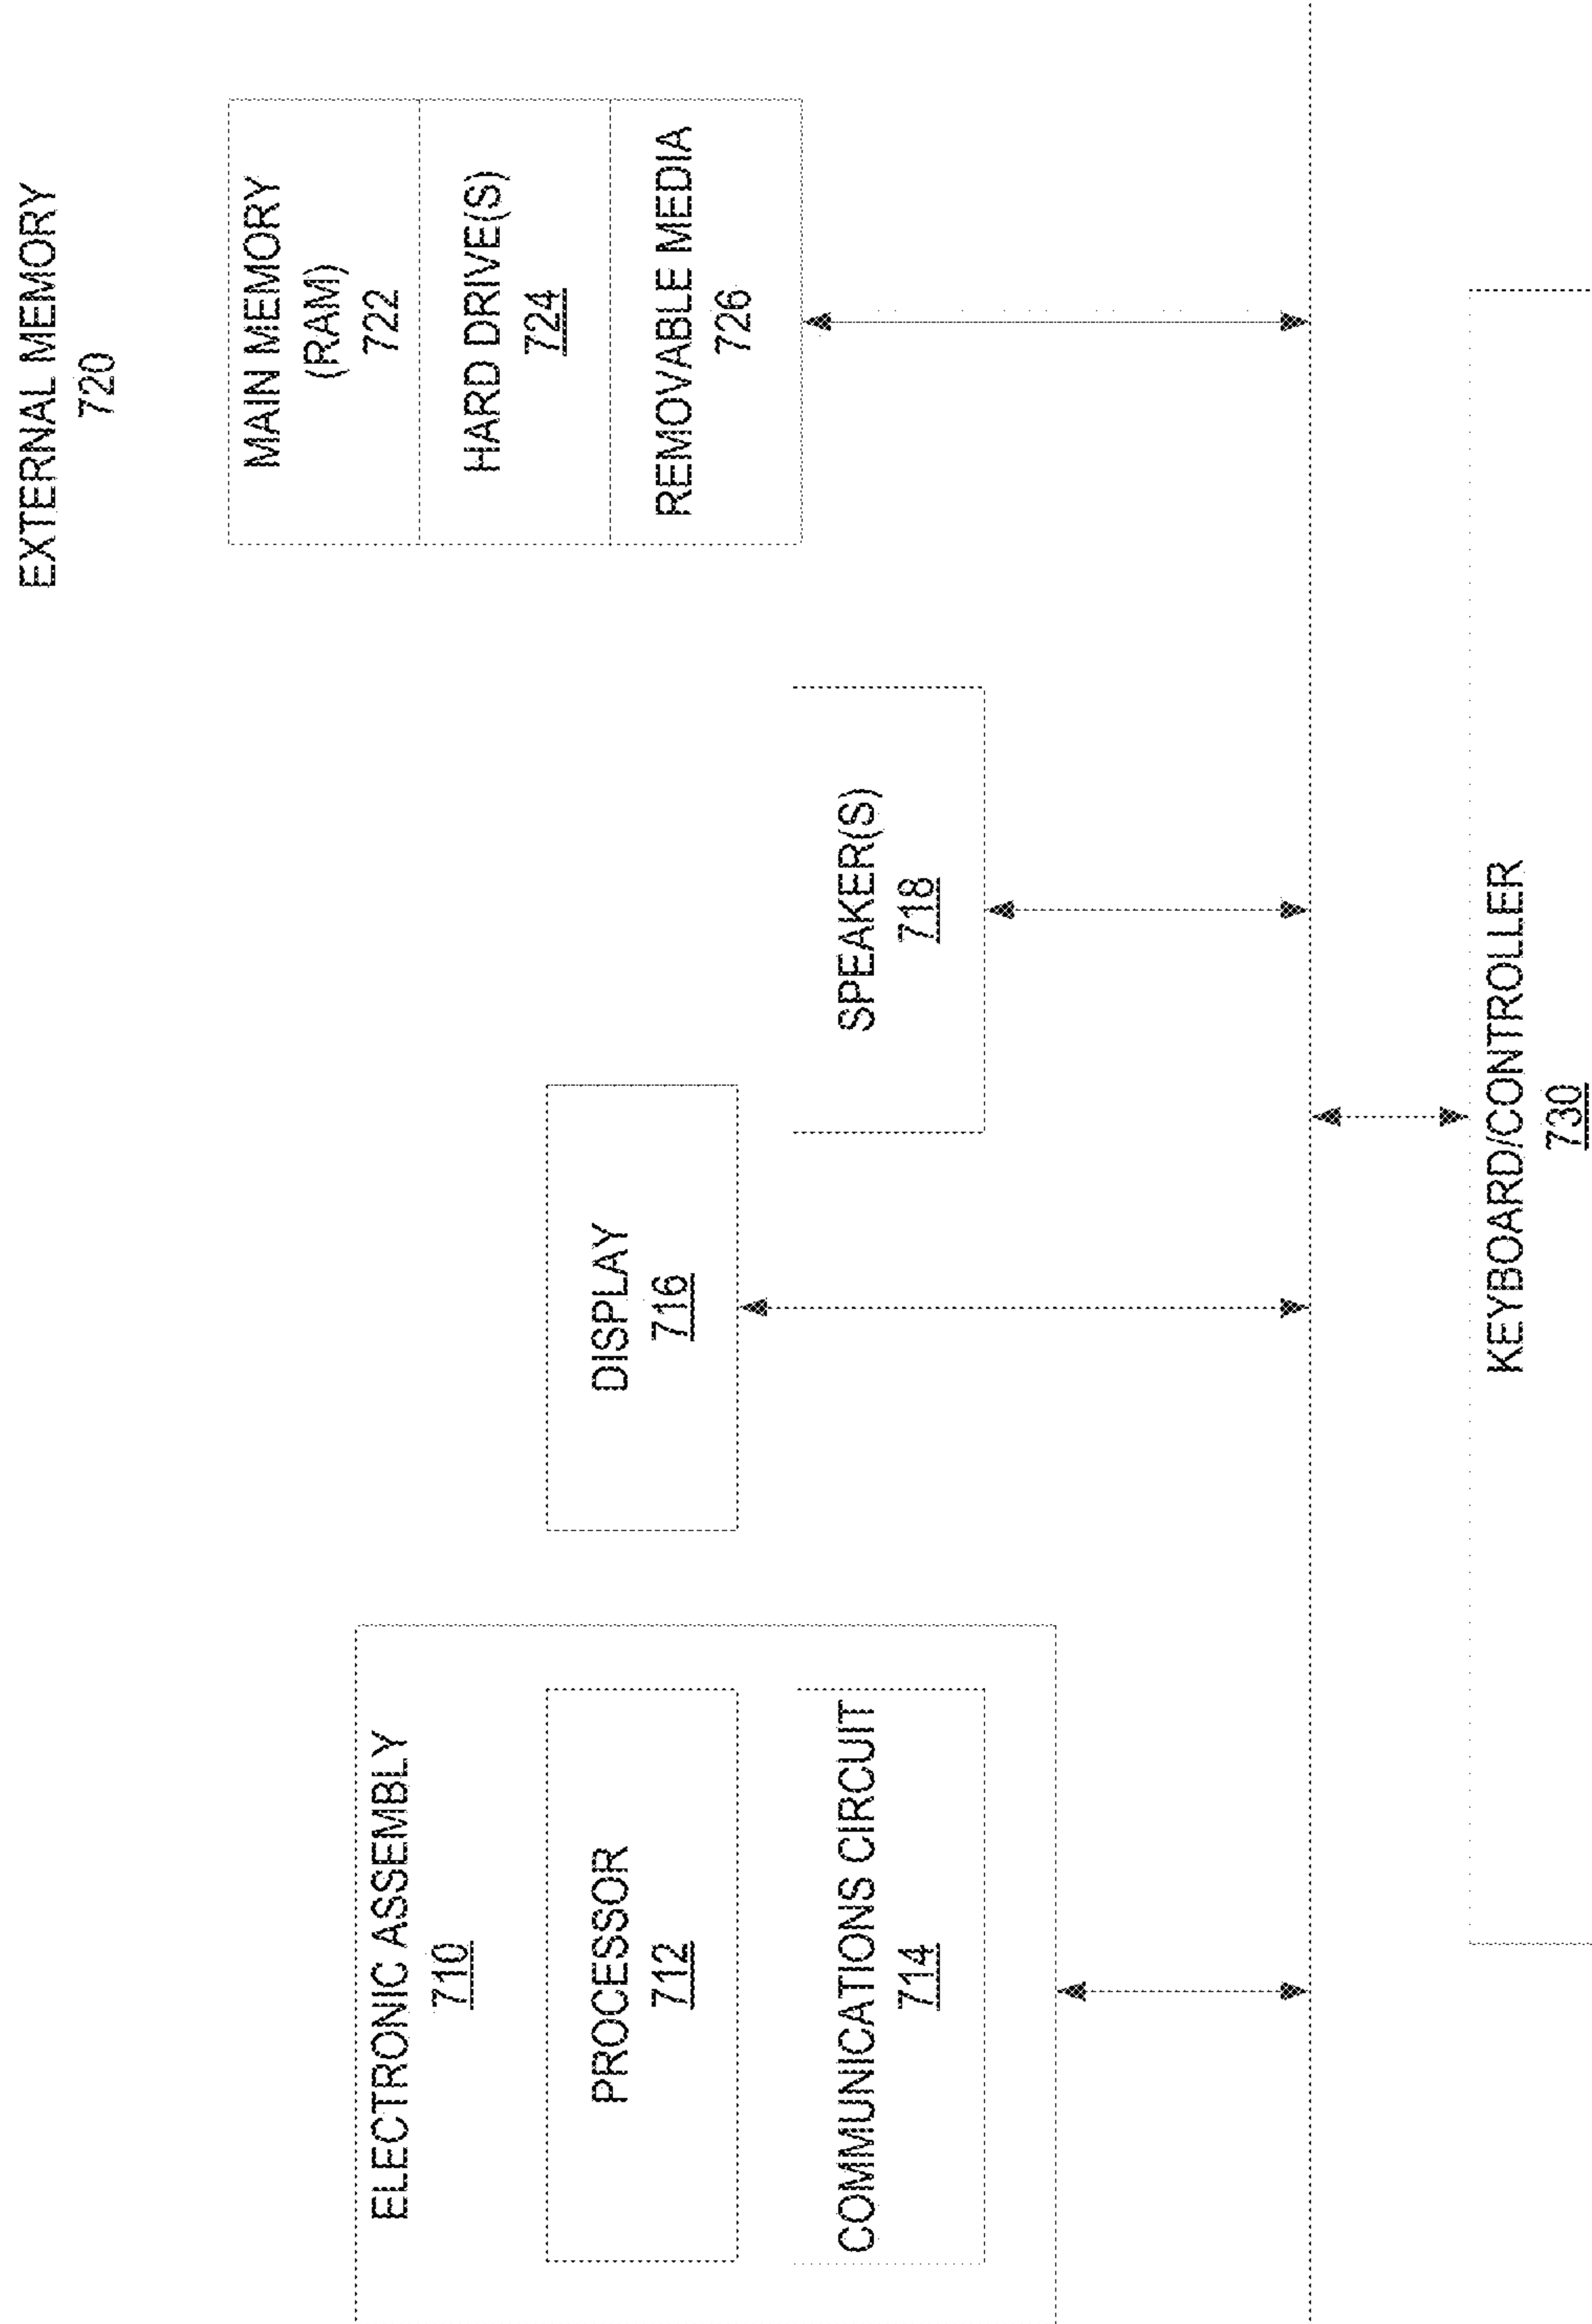 EXTERNAL MEMORY
720
MAIN MEMORY
(RAM)
722
HARD DRIVE(S)
724
REMOVABLE MEDIA
726
ELECTRONIC ASSEMBLY
710
PROCESSOR
712
COMMUNICATIONS CIRCUIT
714
DISPLAY
716
SPEAKER(S)
718
KEYBOARD/CONTROLLER
730